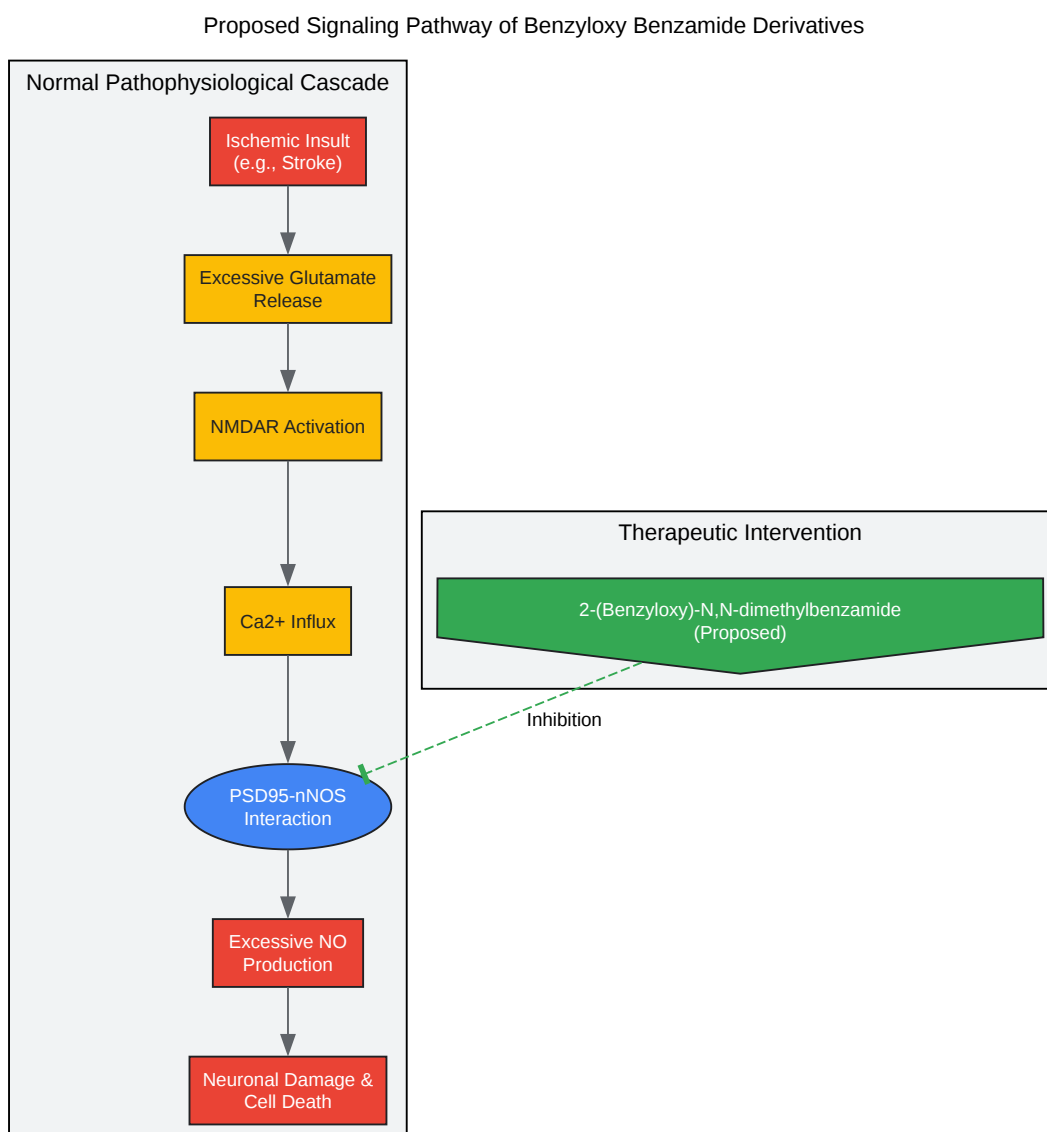 Proposed Signaling Pathway of Benzyloxy Benzamide Derivatives
Normal Pathophysiological Cascade
Ischemic Insult
(e.g., Stroke)
Excessive Glutamate
Release
NMDAR Activation
Therapeutic Intervention
2-(Benzyloxy)-N,N-dimethylbenzamide
(Proposed)
Ca2+ Influx
Inhibition
PSD95-nNOS
Interaction
Excessive NO
Production
Neuronal Damage &
Cell Death